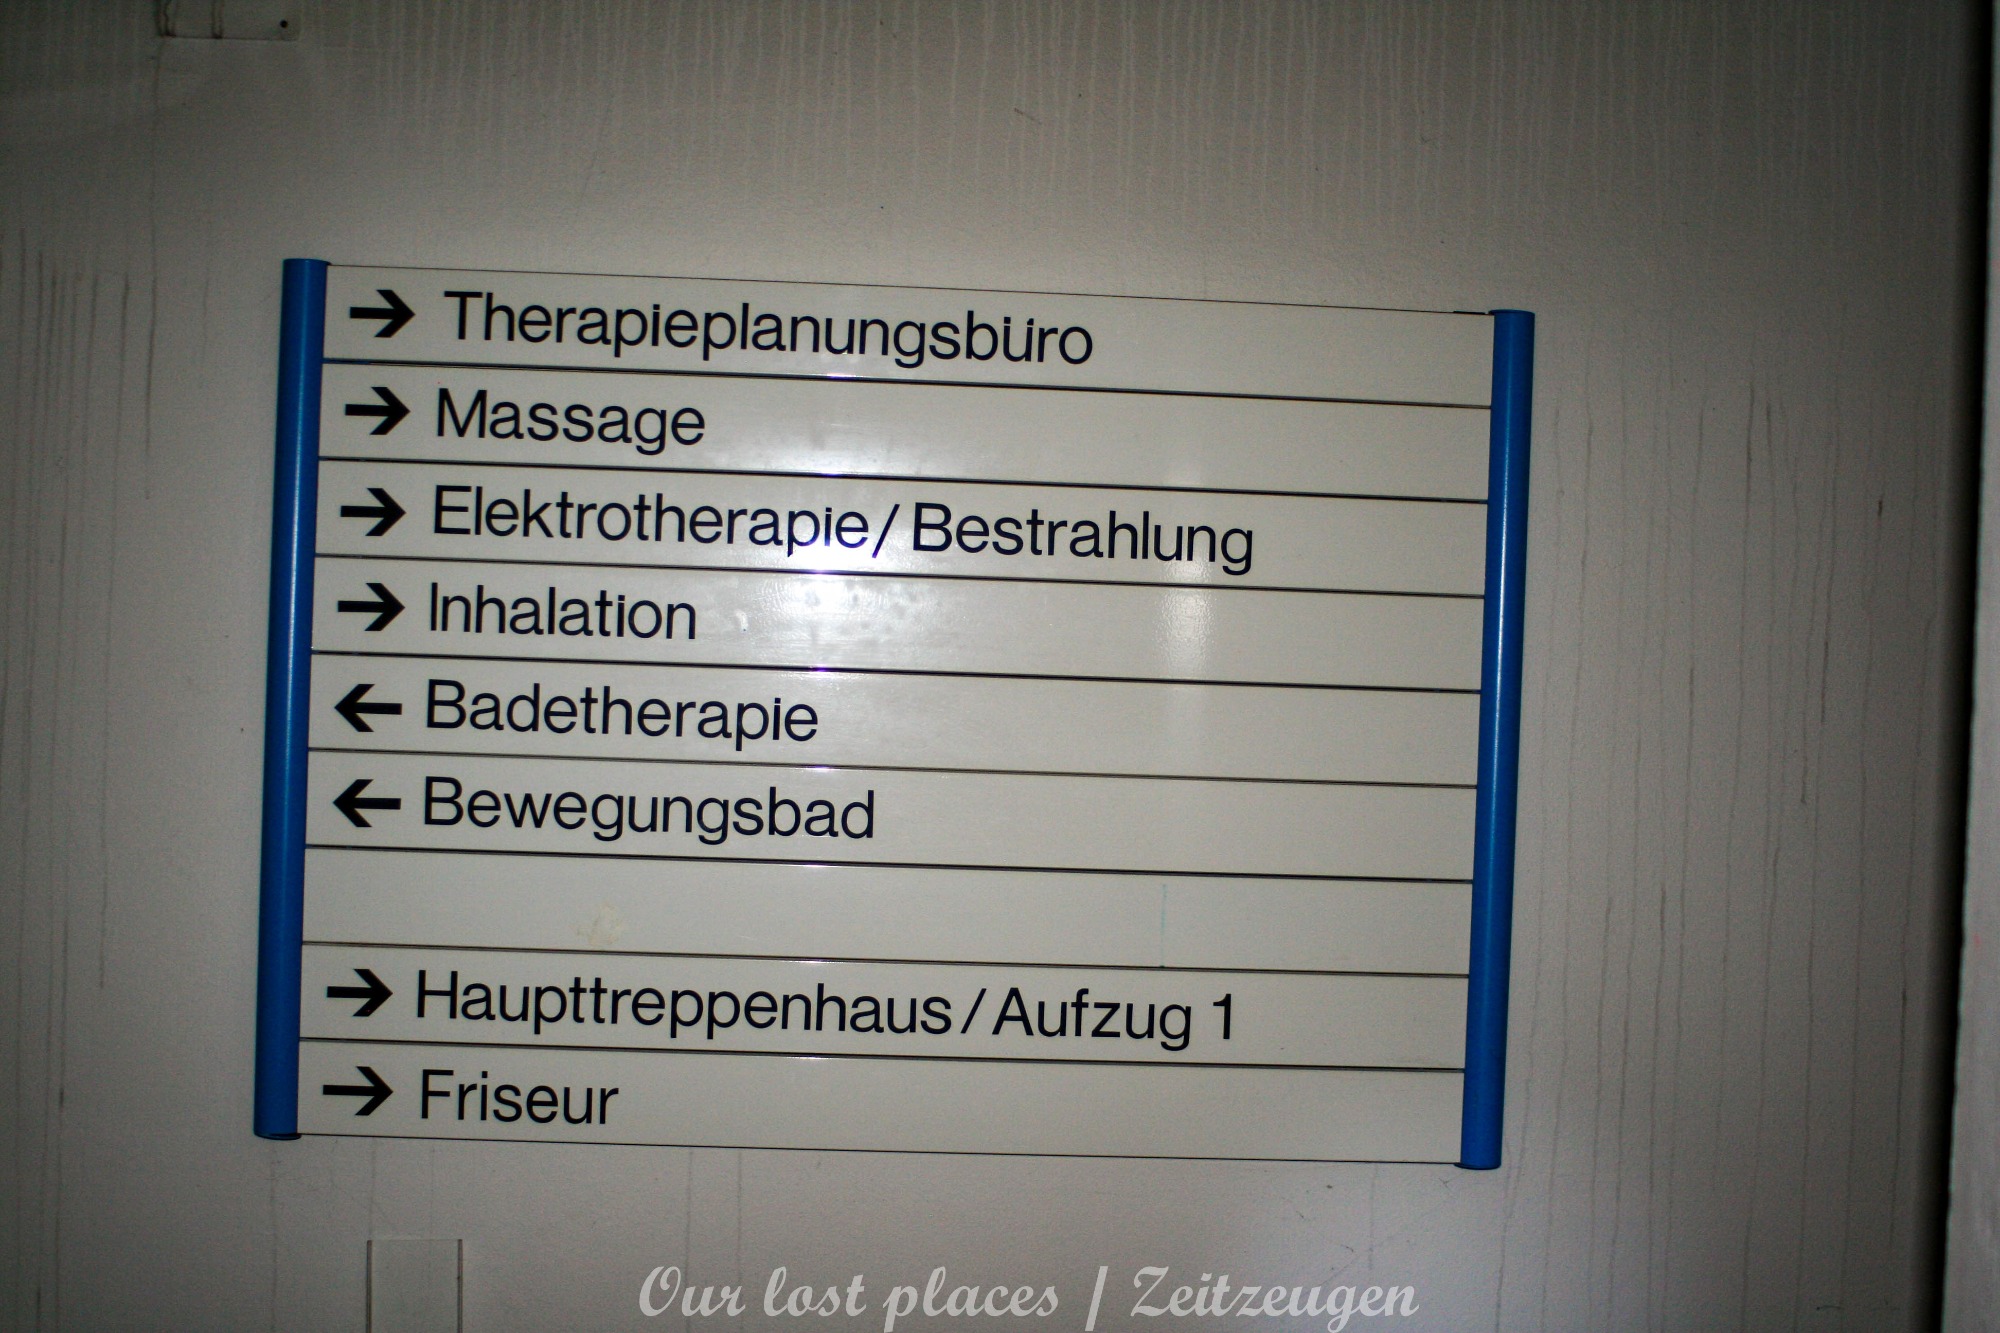 → Therapieplanungsbüro
→ Massage
→ Elektrotherapie/Bestrahlung
→ Inhalation
← Badetherapie
← Bewegungsbad
→ Haupttreppenhaus/Aufzug 1
→ Friseur
Our lost places | Zeitzeugen